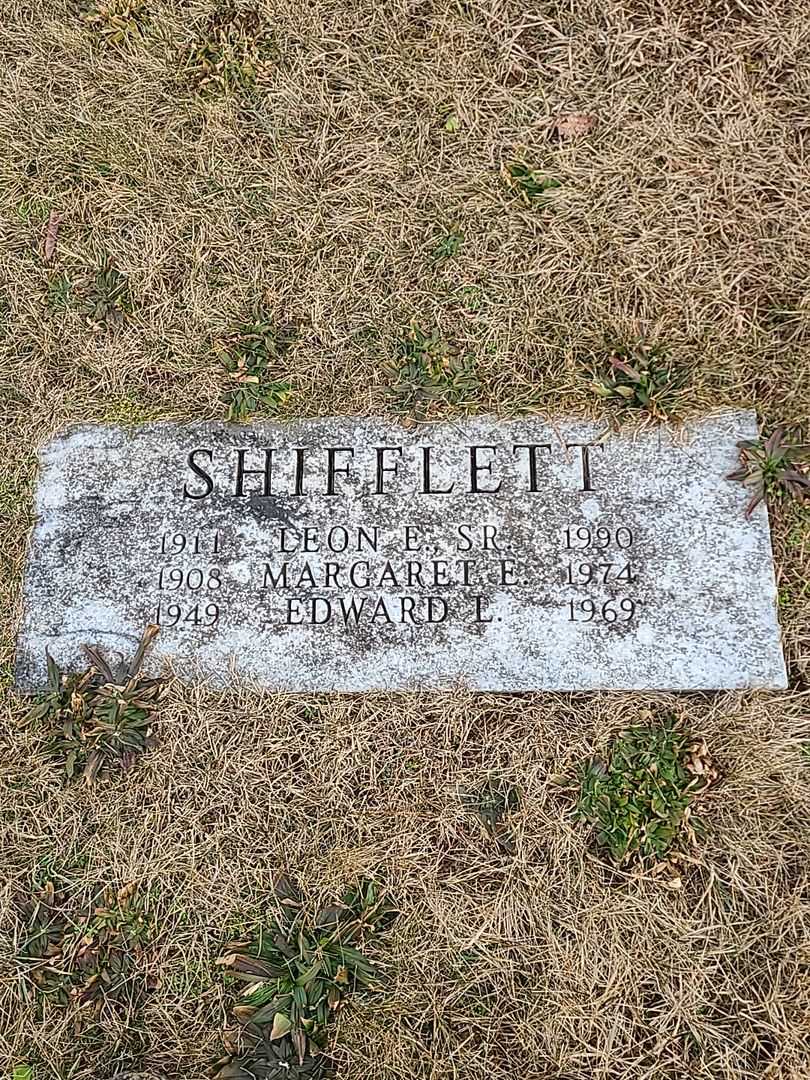 SHIFFLETT
1911 LEON E., SR. 1990
1908 MARGARET E. 1974
1949 EDWARD L. 1969